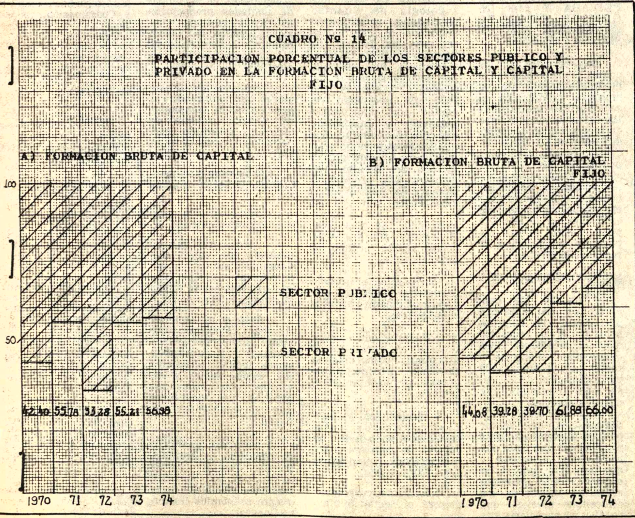 CUADRO Nº 14
PARTICIPACION PORCENTUAL DE LOS SECTORES PUBLICO Y
PRIVADO EN LA FORMACION BRUTA DE CAPITAL Y CAPITAL
FIJO
A) FORMACION BRUTA DE CAPITAL
B) FORMACION BRUTA DE CAPITAL
FIJO
100
SECTOR PUBLICO
50
SECTOR PRIVADO
42.40 55.78 33.28 55.21 56.98
44.08 39.28 39.70 61.88 66.00
1970 71 72 73 74
1970 71 72 73 74